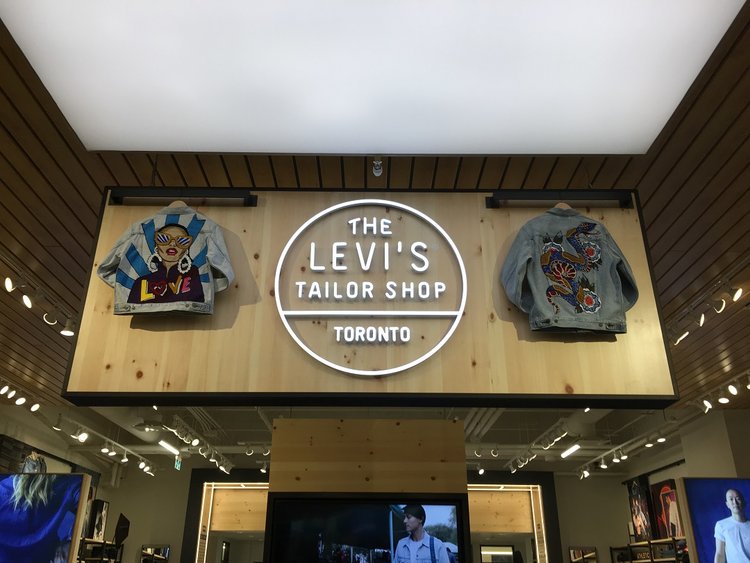 THE
LEVI'S
TAILOR SHOP
TORONTO
LOVE